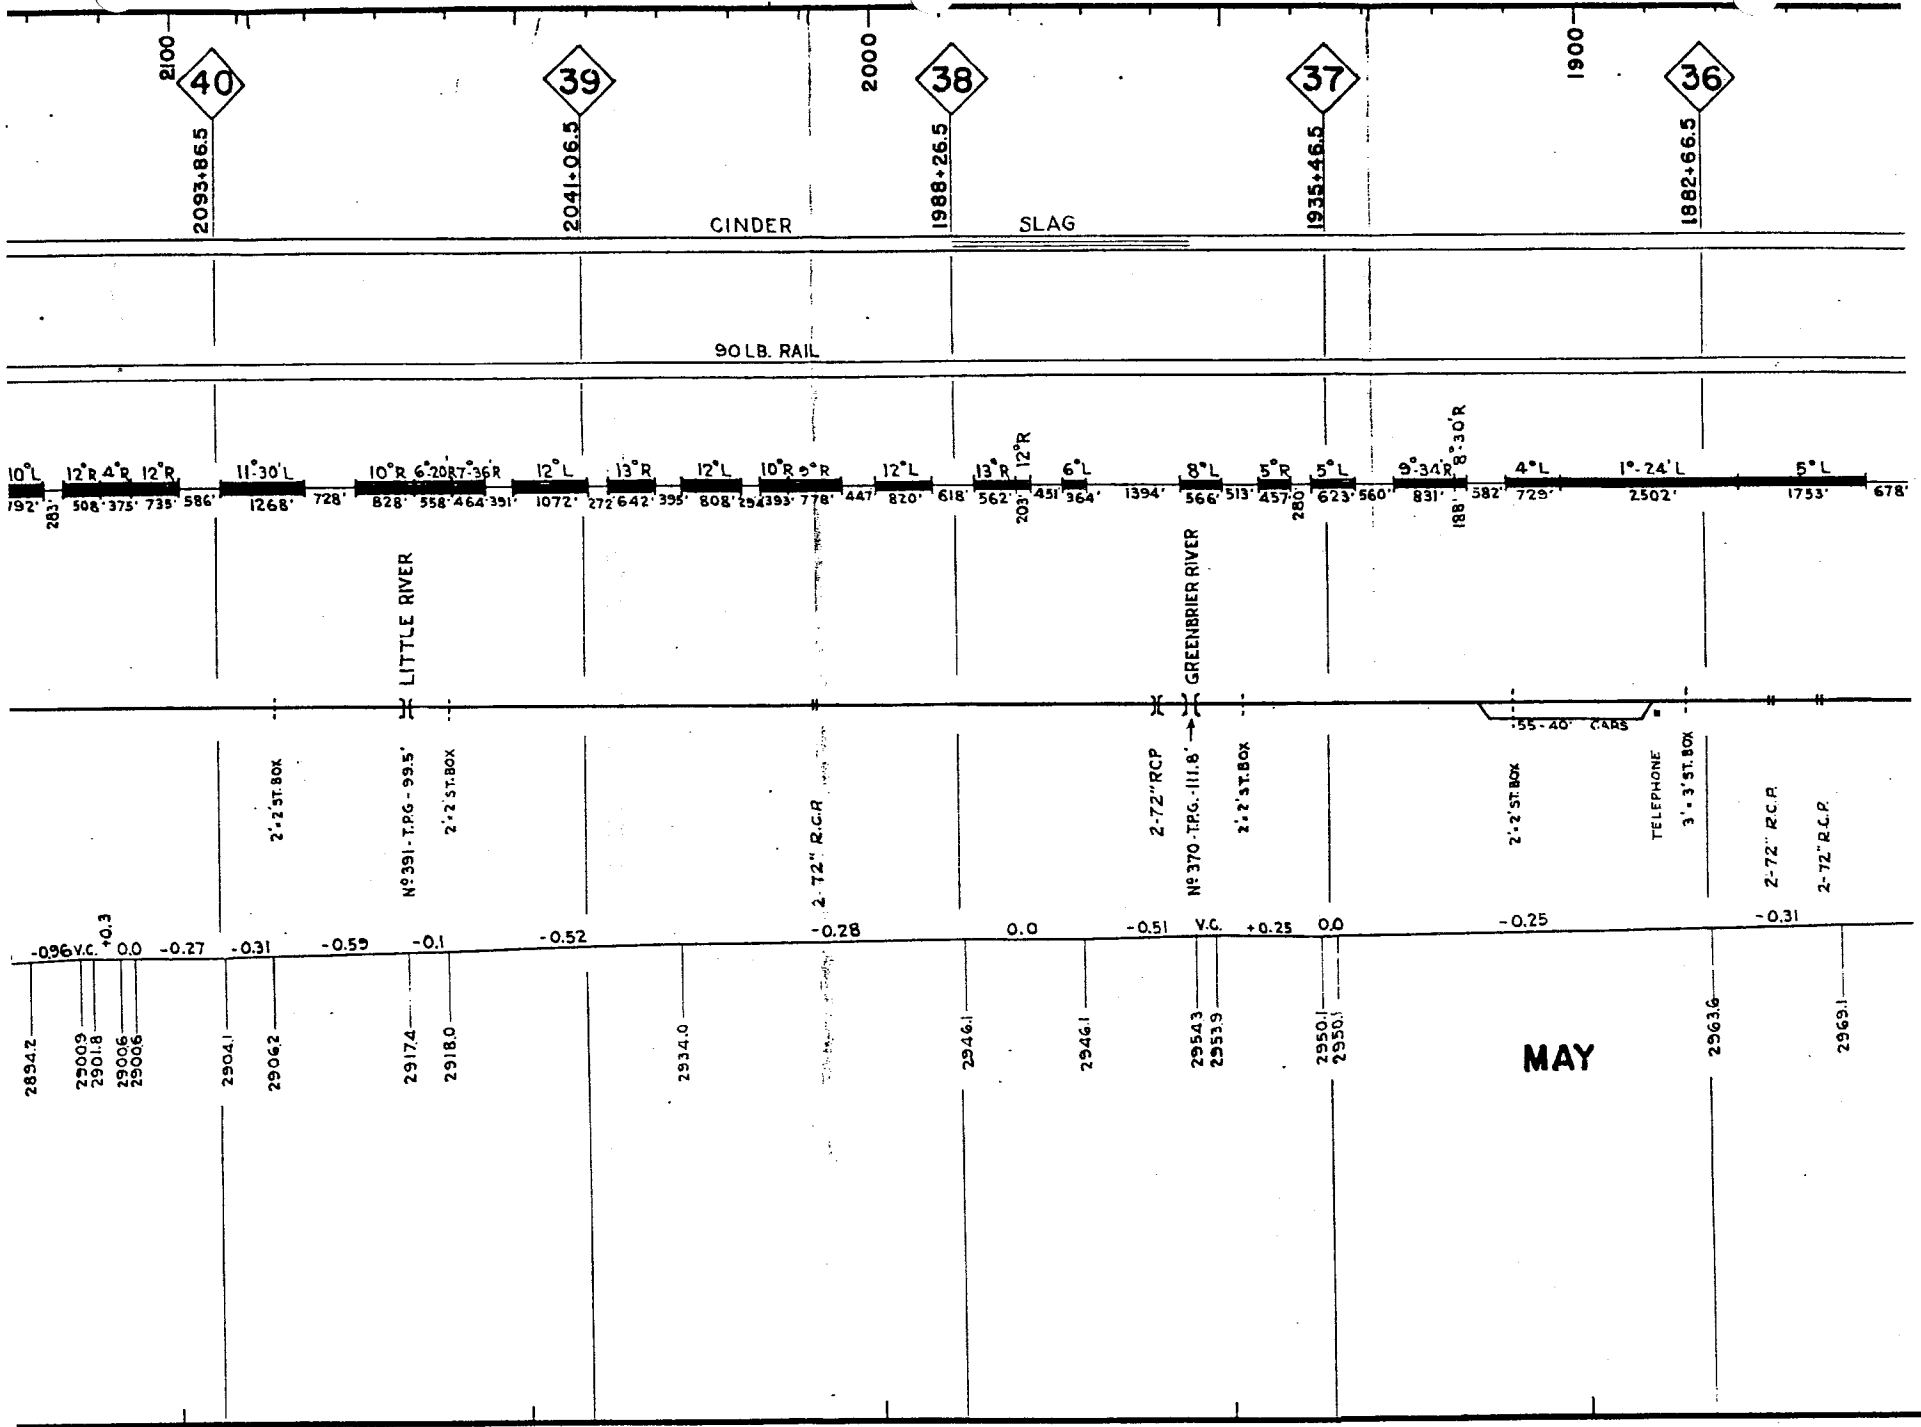 2100
2000
1900
40
39
38
37
36
2093+86.5
2041+06.5
1988+26.5
1935+46.5
1882+66.5
CINDER
SLAG
90 LB. RAIL
10°L
12°R
4°R
12°R
11°-30'L
10°R
6°-20'R
7°-36'R
12°L
13°R
12°L
10°R
9°R
12°L
13°R
12°R
6°L
8°L
5°R
5°L
9°-34'R
8°-30'R
4°L
1°-24'L
5°L
792'
283'
508'
375'
735'
586'
1268'
728'
828'
558'
464'
391'
1072'
272'
642'
395'
808'
294'
393'
778'
447'
820'
618'
562'
203'
451'
364'
1394'
566'
513'
457'
280'
623'
560'
831'
188'
582'
729'
2502'
1753'
678'
LITTLE RIVER
GREENBRIER RIVER
55-40' CARS
2'×2' ST. BOX
Nº 391-T.P.G-99.5'
2'×2' ST. BOX
2-72" R.C.P.
2-72" RCP
Nº 370-T.P.G.-111.8'
2'×2' ST. BOX
2'×2' ST. BOX
TELEPHONE
3'×3' ST. BOX
2-72" R.C.P.
2-72" R.C.P.
-0.96
V.C.
+0.3
0.0
-0.27
-0.31
-0.59
-0.1
-0.52
-0.28
0.0
-0.51
V.C.
+0.25
0.0
-0.25
-0.31
2894.2
2900.9
2901.8
2900.6
2900.6
2904.1
2906.2
2917.4
2918.0
2934.0
2946.1
2946.1
2954.3
2953.9
2950.1
2950.1
2963.6
2969.1
MAY